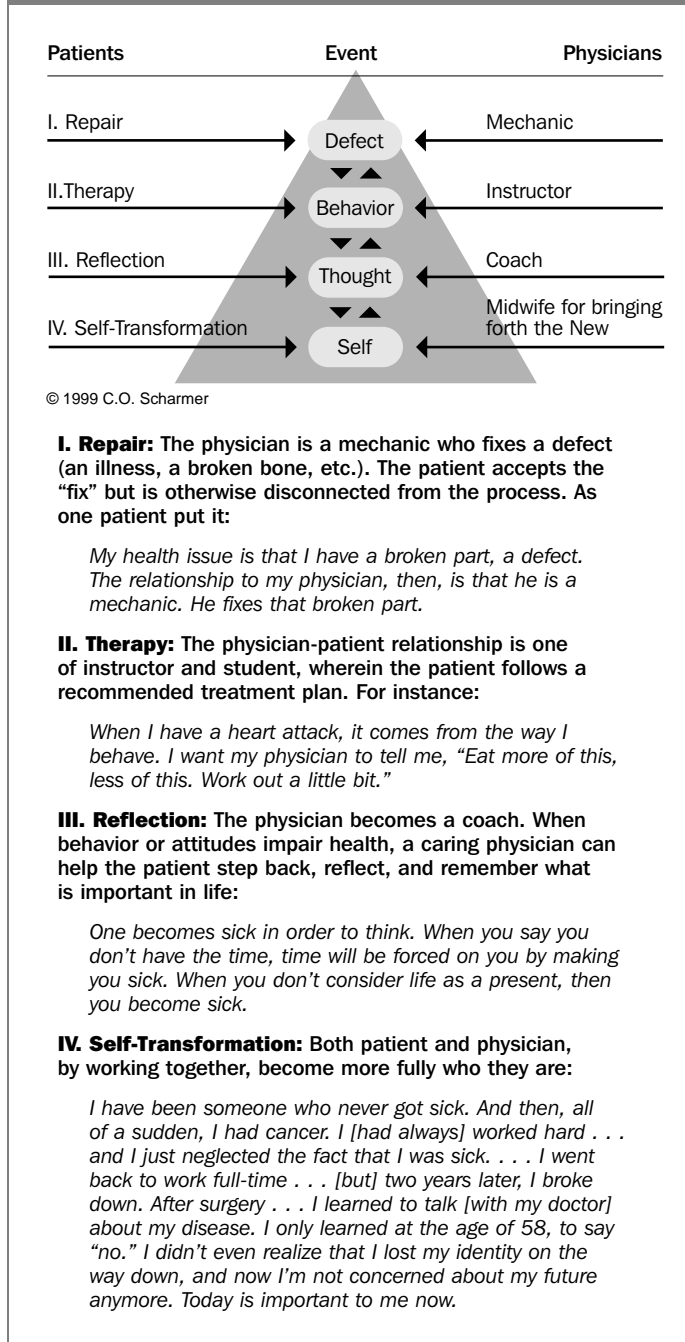 Patients Event Physicians
I. Repair Defect Mechanic
II.Therapy Behavior Instructor
III. Reflection Thought Coach
IV. Self-Transformation Self Midwife for bringing
forth the New
© 1999 C.O. Scharmer
I. Repair: The physician is a mechanic who fixes a defect
(an illness, a broken bone, etc.). The patient accepts the
“fix” but is otherwise disconnected from the process. As
one patient put it:
My health issue is that I have a broken part, a defect.
The relationship to my physician, then, is that he is a
mechanic. He fixes that broken part.
II. Therapy: The physician-patient relationship is one
of instructor and student, wherein the patient follows a
recommended treatment plan. For instance:
When I have a heart attack, it comes from the way I
behave. I want my physician to tell me, “Eat more of this,
less of this. Work out a little bit.”
III. Reflection: The physician becomes a coach. When
behavior or attitudes impair health, a caring physician can
help the patient step back, reflect, and remember what
is important in life:
One becomes sick in order to think. When you say you
don’t have the time, time will be forced on you by making
you sick. When you don’t consider life as a present, then
you become sick.
IV. Self-Transformation: Both patient and physician,
by working together, become more fully who they are:
I have been someone who never got sick. And then, all
of a sudden, I had cancer. I [had always] worked hard . . .
and I just neglected the fact that I was sick. . . . I went
back to work full-time . . . [but] two years later, I broke
down. After surgery . . . I learned to talk [with my doctor]
about my disease. I only learned at the age of 58, to say
“no.” I didn’t even realize that I lost my identity on the
way down, and now I’m not concerned about my future
anymore. Today is important to me now.